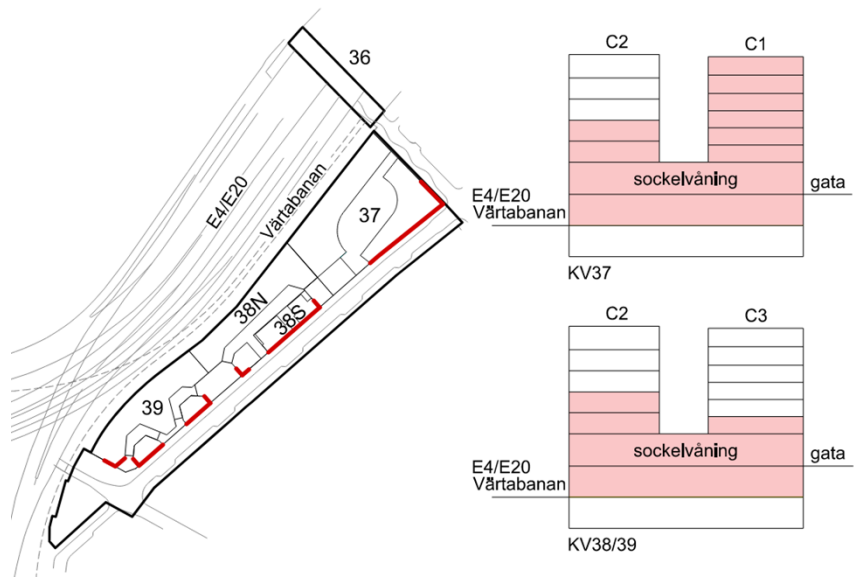 36
E4/E20
Värtabanan
37
38N
38S
39
C2
C1
sockelvåning
E4/E20
Värtabanan
gata
KV37
C2
C3
sockelvåning
E4/E20
Värtabanan
gata
KV38/39